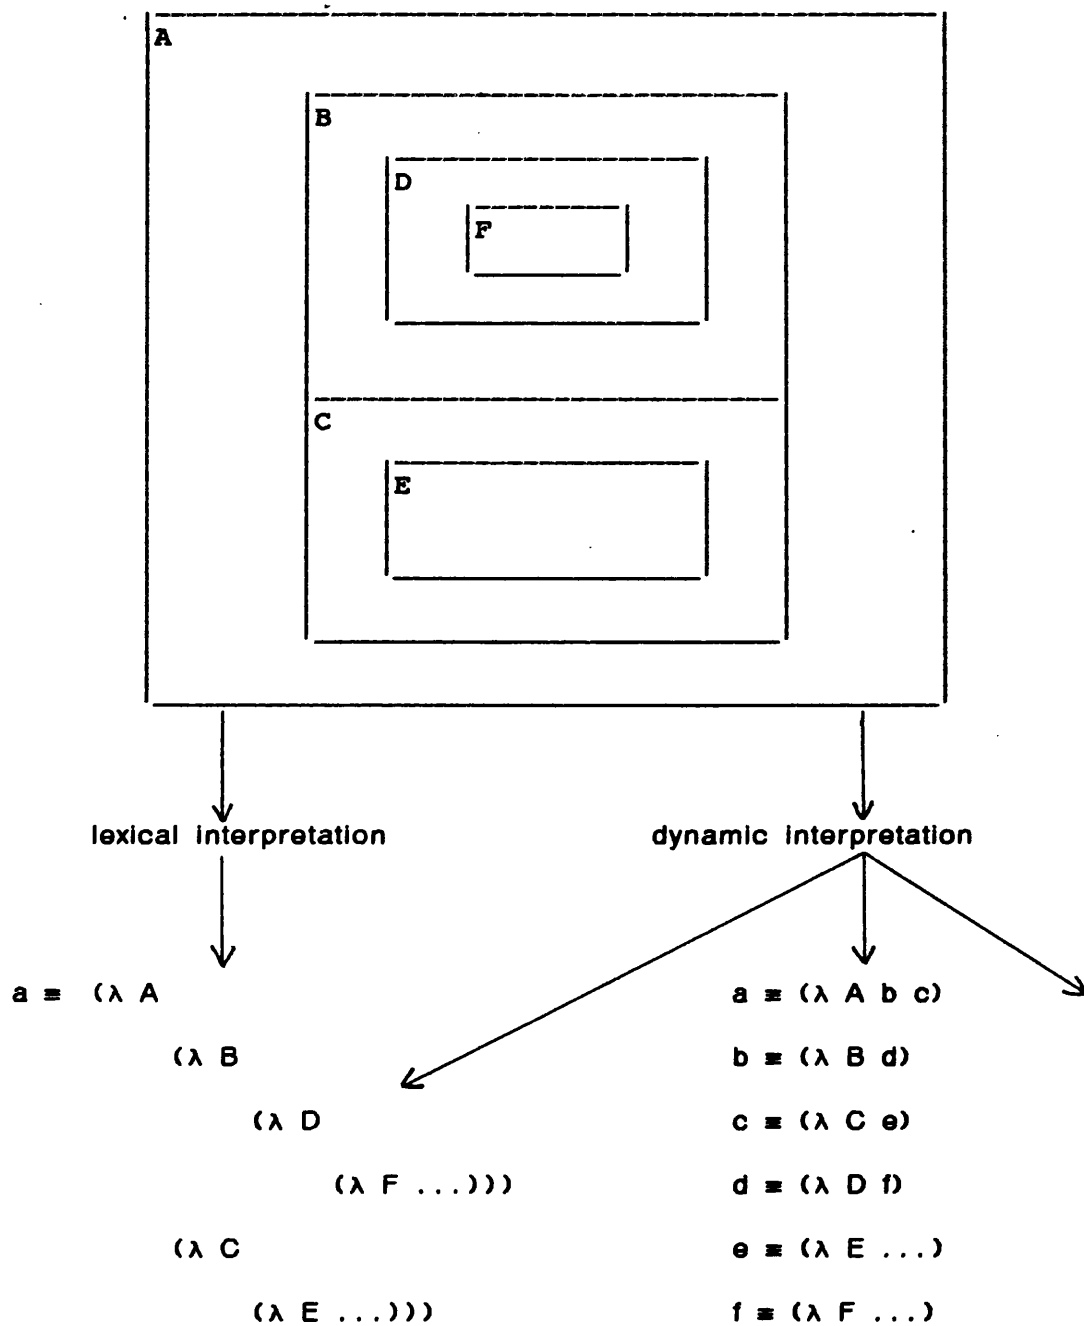 A
B
D
F
C
E
lexical interpretation
dynamic interpretation
a ≡ (λ A
(λ B
(λ D
(λ F ...)))
(λ C
(λ E ...)))
a ≡ (λ A b c)
b ≡ (λ B d)
c ≡ (λ C e)
d ≡ (λ D f)
e ≡ (λ E ...)
f ≡ (λ F ...)